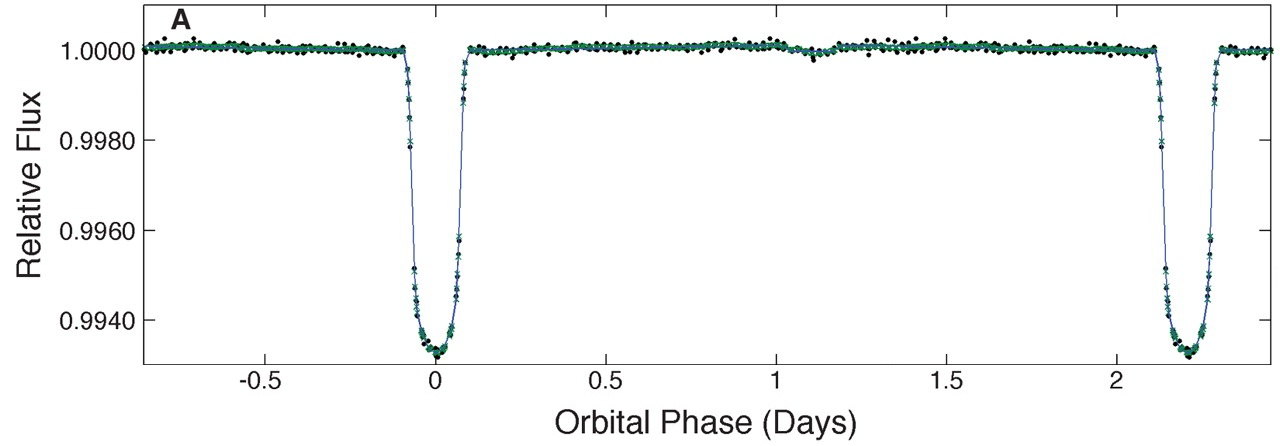 A
1.0000
0.9980
0.9960
0.9940
Relative Flux
-0.5 0 0.5 1 1.5 2
Orbital Phase (Days)